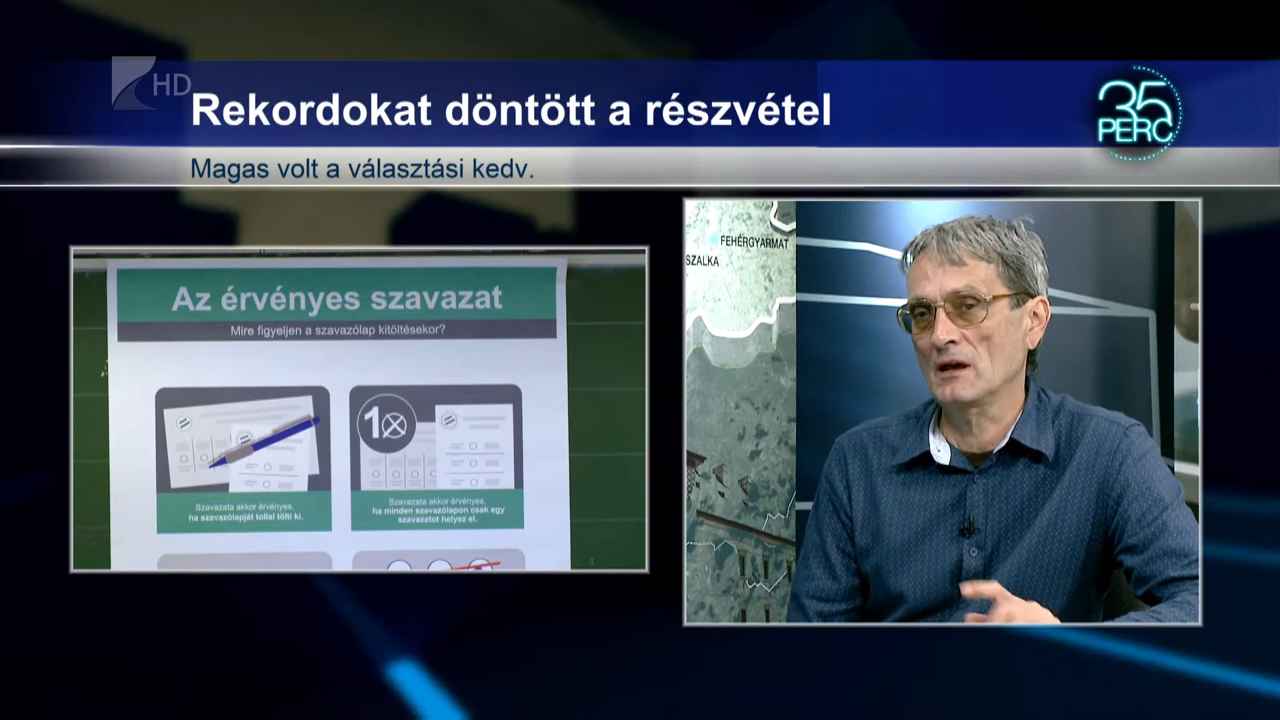 HD
Rekordokat döntött a részvétel
35
PERC
Magas volt a választási kedv.
FEHÉRGYARMAT
SZALKA
Az érvényes szavazat
Mire figyeljen a szavazólap kitöltésekor?
1
Szavazata akkor érvényes,
ha szavazólapját tollal tölti ki.
Szavazata akkor érvényes,
ha minden szavazólapon csak egy
szavazatot helyez el.